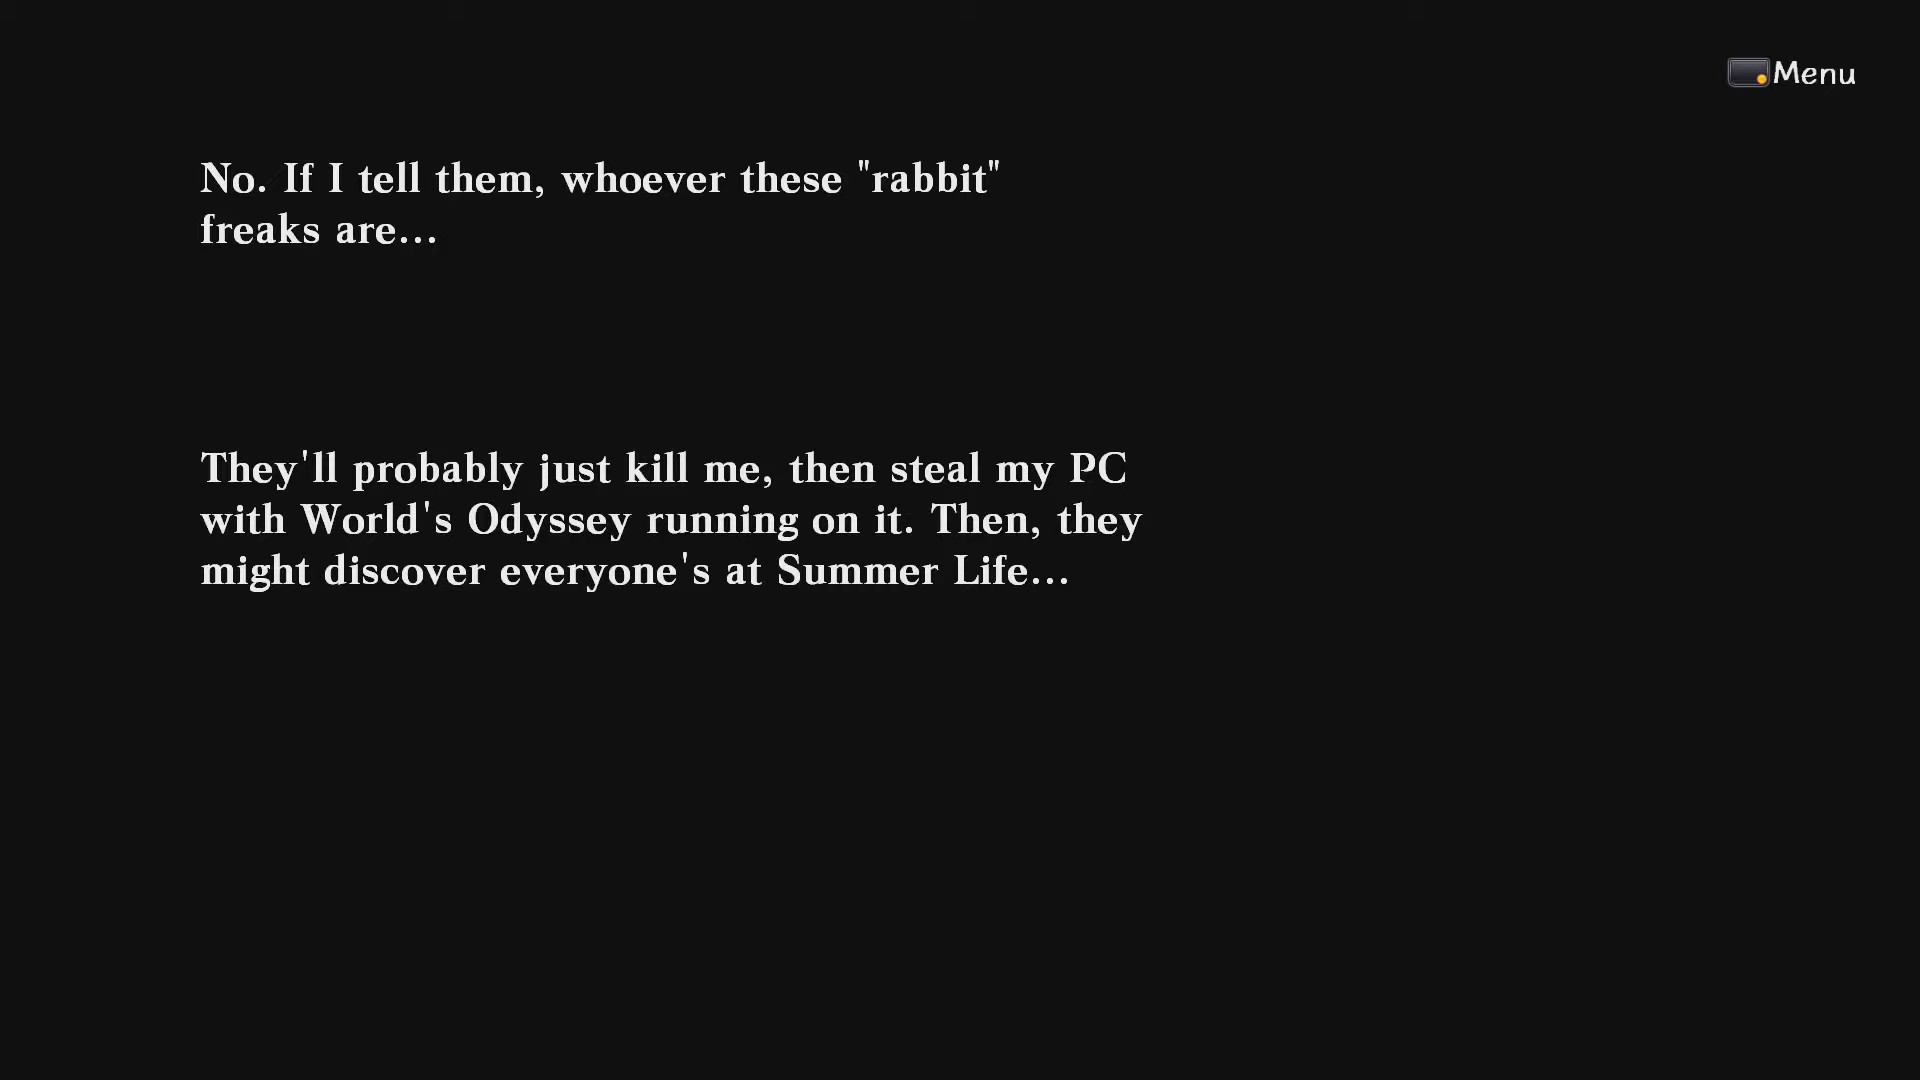 Menu
No. If I tell them, whoever these "rabbit"
freaks are...
They'll probably just kill me, then steal my PC
with World's Odyssey running on it. Then, they
might discover everyone's at Summer Life...